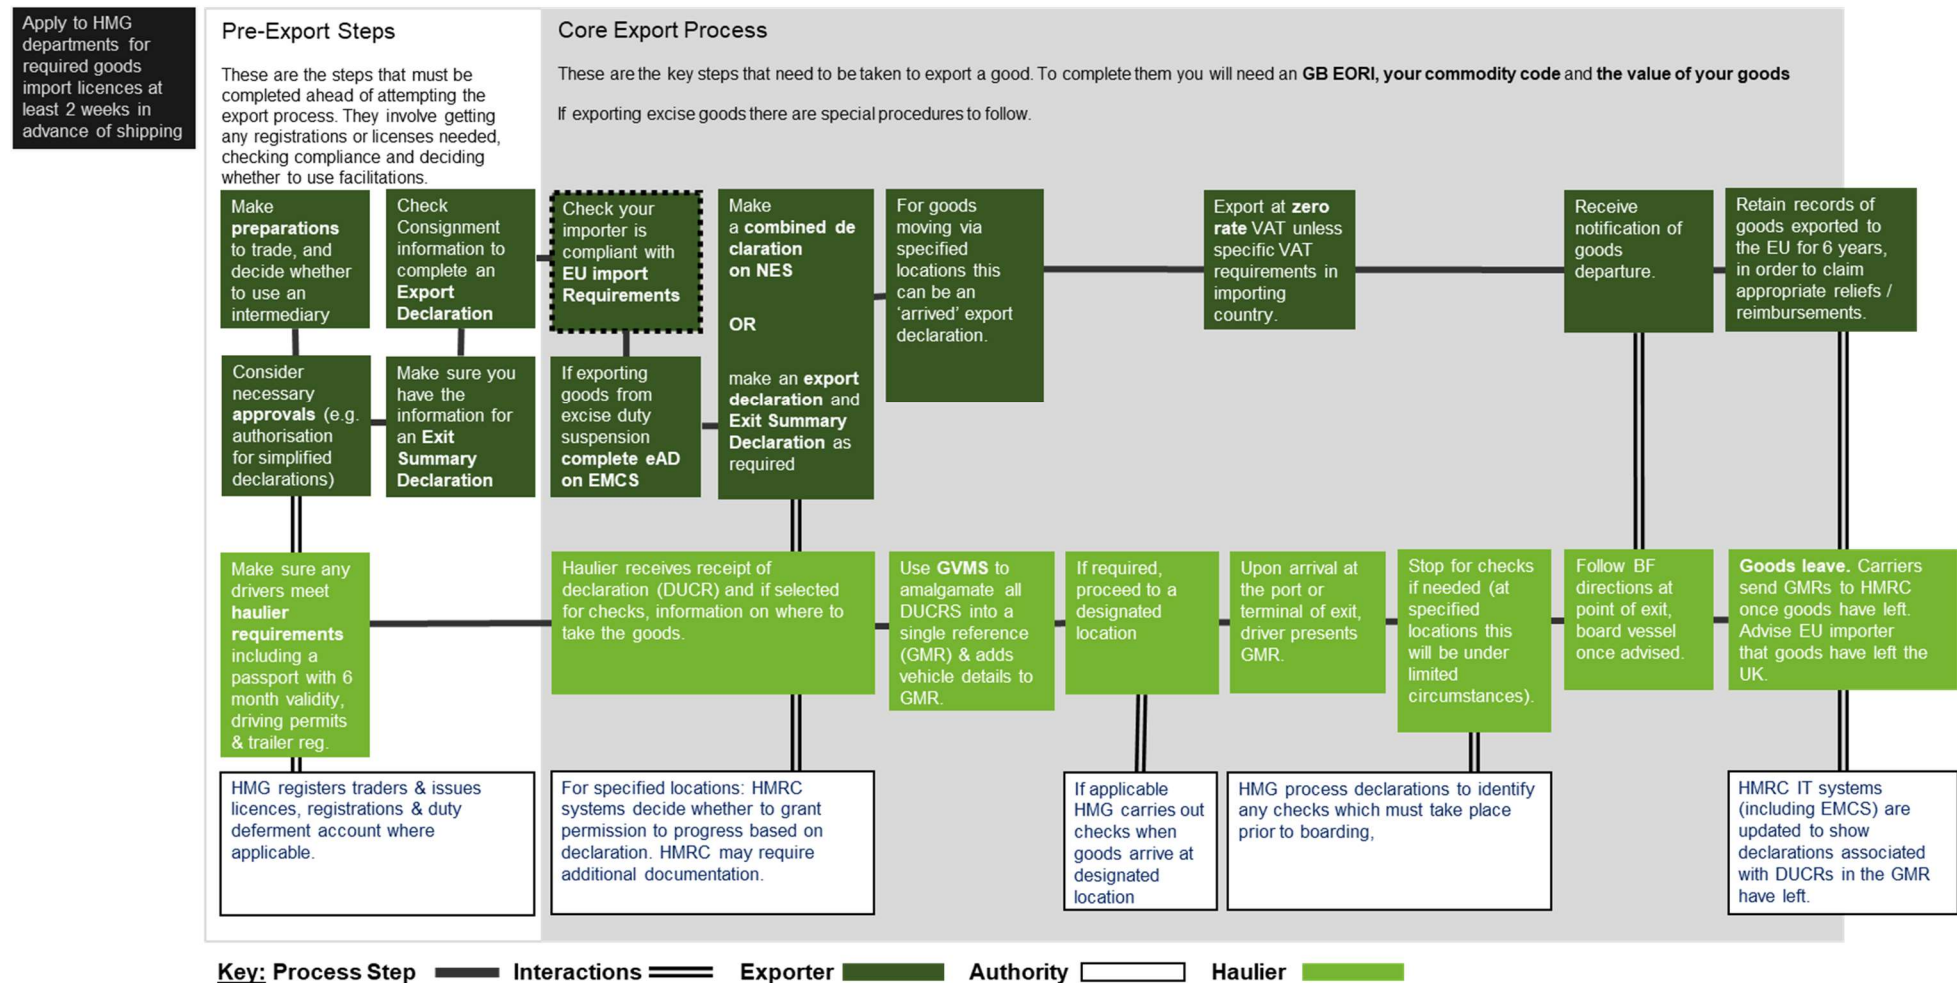 Apply to HMG
departments for
required goods
import licences at
least 2 weeks in
advance of shipping
Pre-Export Steps
These are the steps that must be
completed ahead of attempting the
export process. They involve getting
any registrations or licenses needed,
checking compliance and deciding
whether to use facilitations.
Core Export Process
These are the key steps that need to be taken to export a good. To complete them you will need an GB EORI, your commodity code and the value of your goods
If exporting excise goods there are special procedures to follow.
Make
preparations
to trade, and
decide whether
to use an
intermediary
Check
Consignment
information to
complete an
Export
Declaration
Check your
importer is
compliant with
EU import
Requirements
Make
a combined de
claration
on NES
OR
make an export
declaration and
Exit Summary
Declaration as
required
For goods
moving via
specified
locations this
can be an
‘arrived’ export
declaration.
Export at zero
rate VAT unless
specific VAT
requirements in
importing
country.
Receive
notification of
goods
departure.
Retain records of
goods exported to
the EU for 6 years,
in order to claim
appropriate reliefs /
reimbursements.
Consider
necessary
approvals (e.g.
authorisation
for simplified
declarations)
Make sure you
have the
information for
an Exit
Summary
Declaration
If exporting
goods from
excise duty
suspension
complete eAD
on EMCS
Make sure any
drivers meet
haulier
requirements
including a
passport with 6
month validity,
driving permits
& trailer reg.
Haulier receives receipt of
declaration (DUCR) and if selected
for checks, information on where to
take the goods.
Use GVMS to
amalgamate all
DUCRS into a
single reference
(GMR) & adds
vehicle details to
GMR.
If required,
proceed to a
designated
location
Upon arrival at
the port or
terminal of exit,
driver presents
GMR.
Stop for checks
if needed (at
specified
locations this
will be under
limited
circumstances).
Follow BF
directions at
point of exit,
board vessel
once advised.
Goods leave. Carriers
send GMRs to HMRC
once goods have left.
Advise EU importer
that goods have left the
UK.
HMG registers traders & issues
licences, registrations & duty
deferment account where
applicable.
For specified locations: HMRC
systems decide whether to grant
permission to progress based on
declaration. HMRC may require
additional documentation.
If applicable
HMG carries out
checks when
goods arrive at
designated
location
HMG process declarations to identify
any checks which must take place
prior to boarding,
HMRC IT systems
(including EMCS) are
updated to show
declarations associated
with DUCRs in the GMR
have left.
Key: Process Step Interactions Exporter Authority Haulier